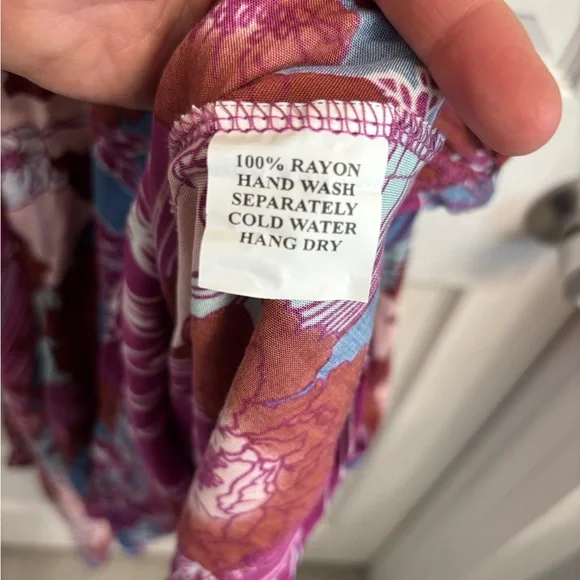 100% RAYON
HAND WASH
SEPARATELY
COLD WATER
HANG DRY